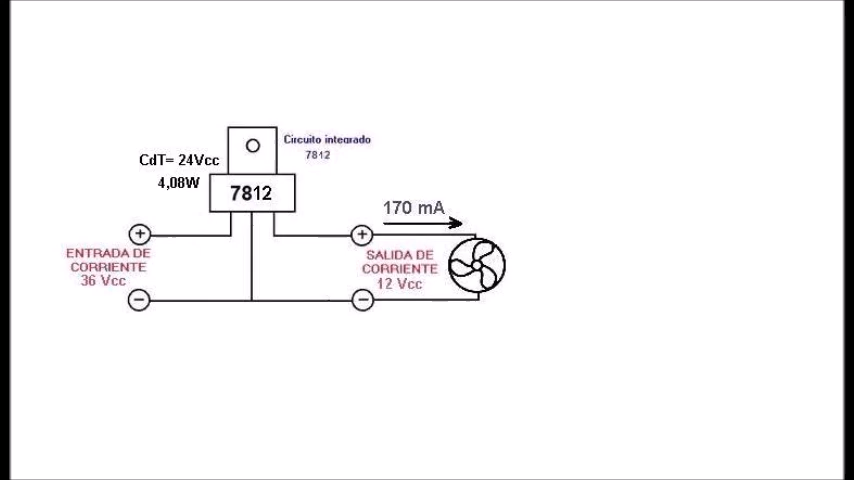 Circuito integrado
7812
CdT= 24Vcc
4,08W
7812
170 mA
+
+
ENTRADA DE
CORRIENTE
36 Vcc
SALIDA DE
CORRIENTE
12 Vcc
−
−